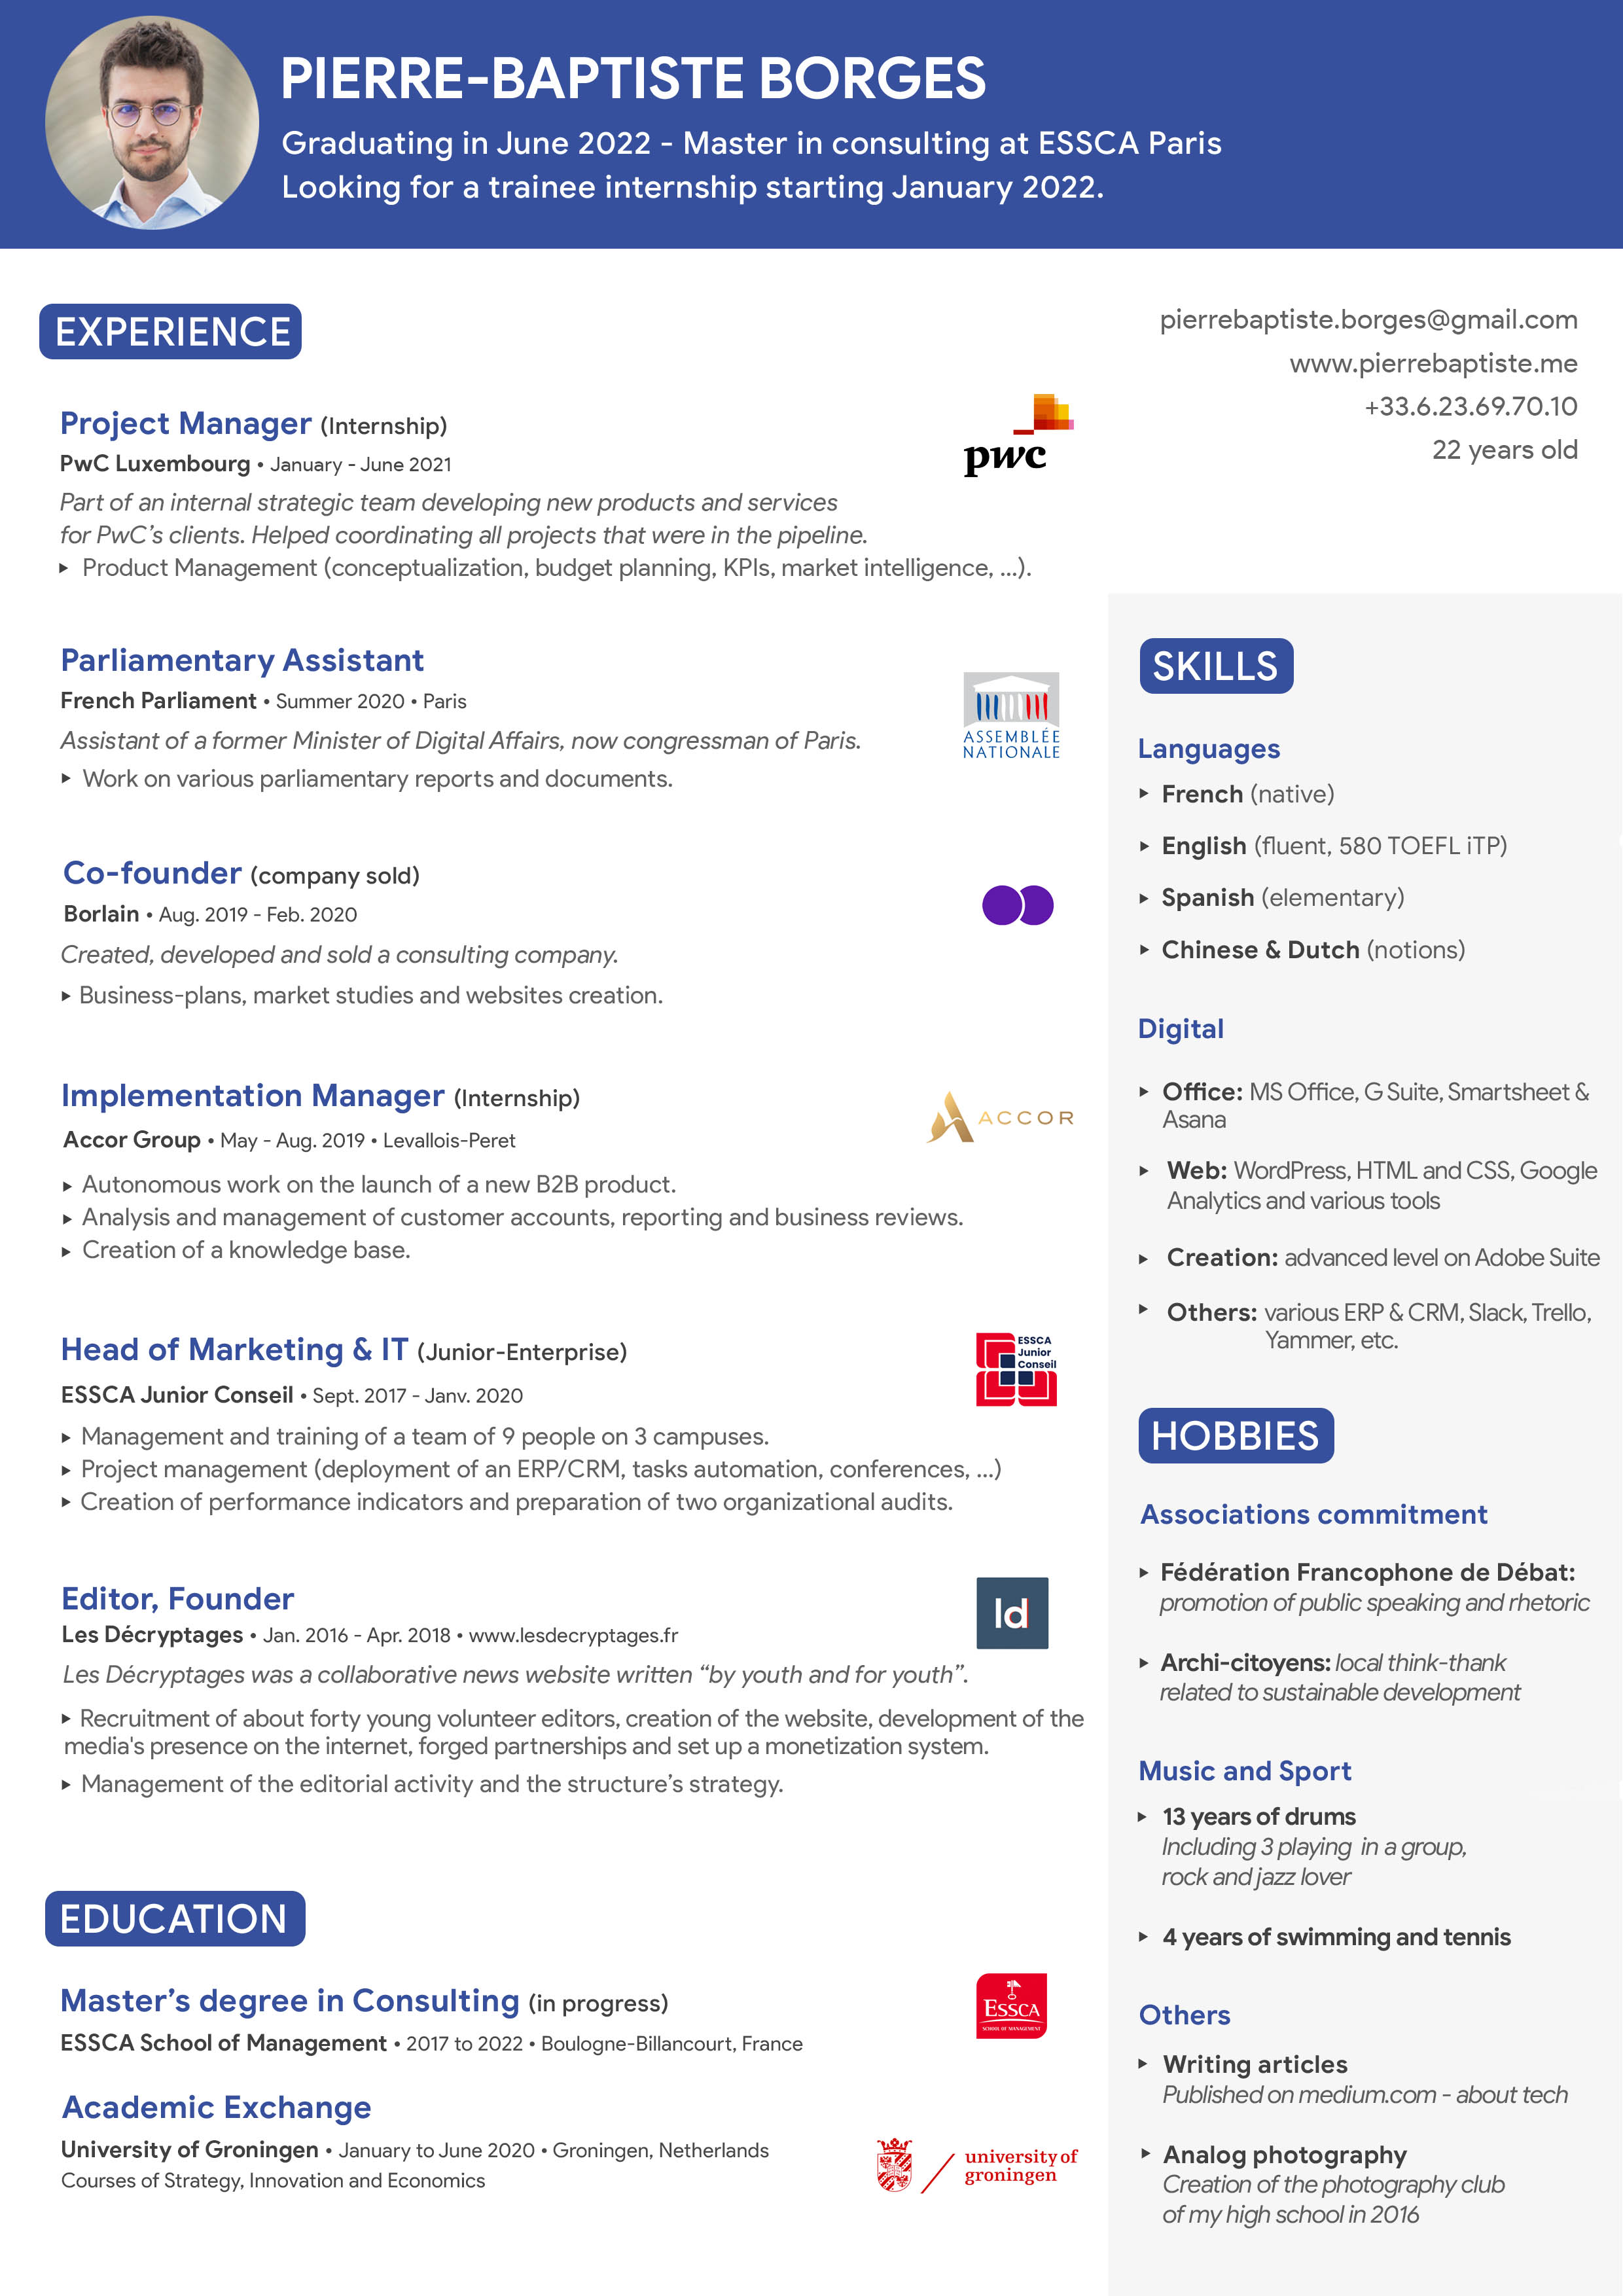 PIERRE-BAPTISTE BORGES
Graduating in June 2022 - Master in consulting at ESSCA Paris
Looking for a trainee internship starting January 2022.
pierrebaptiste.borges@gmail.com
www.pierrebaptiste.me
+33.6.23.69.70.10
22 years old
EXPERIENCE
Project Manager (Internship)
PwC Luxembourg • January - June 2021
pwc
Part of an internal strategic team developing new products and services
for PwC’s clients. Helped coordinating all projects that were in the pipeline.
▸ Product Management (conceptualization, budget planning, KPIs, market intelligence, ...).
Parliamentary Assistant
French Parliament • Summer 2020 • Paris
ASSEMBLÉE
NATIONALE
Assistant of a former Minister of Digital Affairs, now congressman of Paris.
▸ Work on various parliamentary reports and documents.
Co-founder (company sold)
Borlain • Aug. 2019 - Feb. 2020
Created, developed and sold a consulting company.
▸ Business-plans, market studies and websites creation.
Implementation Manager (Internship)
ACCOR
Accor Group • May - Aug. 2019 • Levallois-Peret
▸ Autonomous work on the launch of a new B2B product.
▸ Analysis and management of customer accounts, reporting and business reviews.
▸ Creation of a knowledge base.
Head of Marketing & IT (Junior-Enterprise)
ESSCA
Junior
Conseil
ESSCA Junior Conseil • Sept. 2017 - Janv. 2020
▸ Management and training of a team of 9 people on 3 campuses.
▸ Project management (deployment of an ERP/CRM, tasks automation, conferences, ...)
▸ Creation of performance indicators and preparation of two organizational audits.
Editor, Founder
ld
Les Décryptages • Jan. 2016 - Apr. 2018 • www.lesdecryptages.fr
Les Décryptages was a collaborative news website written “by youth and for youth”.
▸ Recruitment of about forty young volunteer editors, creation of the website, development of the
media's presence on the internet, forged partnerships and set up a monetization system.
▸ Management of the editorial activity and the structure’s strategy.
EDUCATION
Master’s degree in Consulting (in progress)
ESSCA
SCHOOL OF MANAGEMENT
ESSCA School of Management • 2017 to 2022 • Boulogne-Billancourt, France
Academic Exchange
University of Groningen • January to June 2020 • Groningen, Netherlands
Courses of Strategy, Innovation and Economics
university of
groningen
SKILLS
Languages
▸ French (native)
▸ English (fluent, 580 TOEFL iTP)
▸ Spanish (elementary)
▸ Chinese & Dutch (notions)
Digital
▸ Office: MS Office, G Suite, Smartsheet &
Asana
▸ Web: WordPress, HTML and CSS, Google
Analytics and various tools
▸ Creation: advanced level on Adobe Suite
▸ Others: various ERP & CRM, Slack, Trello,
Yammer, etc.
HOBBIES
Associations commitment
▸ Fédération Francophone de Débat:
promotion of public speaking and rhetoric
▸ Archi-citoyens: local think-thank
related to sustainable development
Music and Sport
▸ 13 years of drums
Including 3 playing in a group,
rock and jazz lover
▸ 4 years of swimming and tennis
Others
▸ Writing articles
Published on medium.com - about tech
▸ Analog photography
Creation of the photography club
of my high school in 2016